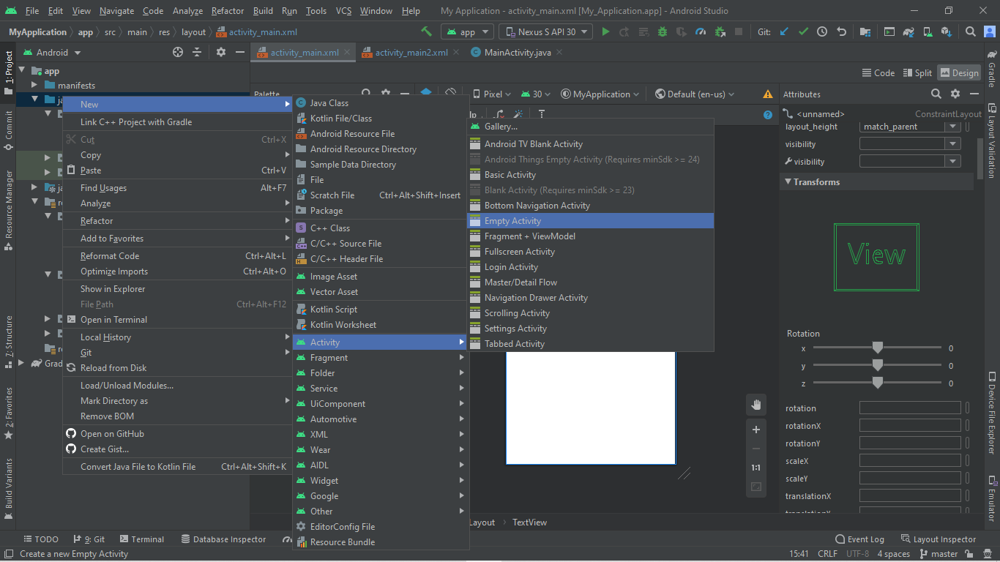 File Edit View Navigate Code Analyze Refactor Build Run Tools VCS Window Help My Application - activity_main.xml [My_Application.app] - Android Studio
MyApplication app src main res layout activity_main.xml app Nexus S API 30 Git:
Android activity_main.xml activity_main2.xml MainActivity.java
1: Project
Commit
Resource Manager
7: Structure
2: Favorites
Build Variants
app
manifests
Grad
New
Link C++ Project with Gradle
Cut Ctrl+X
Copy
Paste Ctrl+V
Find Usages Alt+F7
Analyze
Refactor
Add to Favorites
Reformat Code Ctrl+Alt+L
Optimize Imports Ctrl+Alt+O
Show in Explorer
File Path Ctrl+Alt+F12
Open in Terminal
Local History
Git
Reload from Disk
Load/Unload Modules...
Mark Directory as
Remove BOM
Open on GitHub
Create Gist...
Convert Java File to Kotlin File Ctrl+Alt+Shift+K
Code Split Design
Palette Pixel 30 MyApplication Default (en-us)
Java Class
Kotlin File/Class
Android Resource File
Android Resource Directory
Sample Data Directory
File
Scratch File Ctrl+Alt+Shift+Insert
Package
C++ Class
C/C++ Source File
C/C++ Header File
Image Asset
Vector Asset
Kotlin Script
Kotlin Worksheet
Activity
Fragment
Folder
Service
UiComponent
Automotive
XML
Wear
AIDL
Widget
Google
Other
EditorConfig File
Resource Bundle
Gallery...
Android TV Blank Activity
Android Things Empty Activity (Requires minSdk >= 24)
Basic Activity
Blank Activity (Requires minSdk >= 23)
Bottom Navigation Activity
Empty Activity
Fragment + ViewModel
Fullscreen Activity
Login Activity
Master/Detail Flow
Navigation Drawer Activity
Scrolling Activity
Settings Activity
Tabbed Activity
1:1
Layout TextView
Attributes
<unnamed> ConstraintLayout
layout_height match_parent
visibility
visibility
Transforms
View
Rotation
x 0
y 0
z 0
rotation
rotationX
rotationY
scaleX
scaleY
translationX
Gradle
Layout Validation
Device File Explorer
Emulator
TODO 9: Git Terminal Database Inspector Event Log Layout Inspector
Create a new Empty Activity 15:41 CRLF UTF-8 4 spaces master